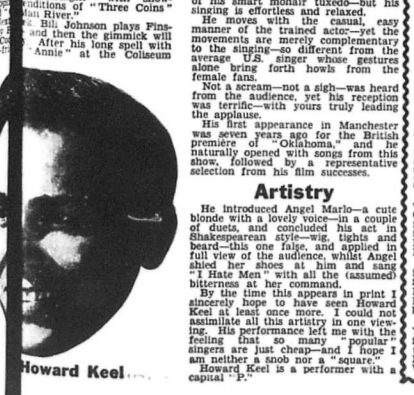 nditions of "Three Coins"
Man River."
Bill Johnson plays Fins-
and then the gimmick will
After his long spell with
"Annie" at the Coliseum
Howard Keel
of his smart mohair tuxedo—but his
singing is effortless and relaxed.
He moves with the casual, easy
manner of the trained actor—yet the
movements are merely complementary
to the singing—so different from the
average U.S. singer whose gestures
alone bring forth howls from the
female fans.
Not a scream—not a sigh—was heard
from the audience, yet his reception
was terrific—with yours truly leading
the applause.
His first appearance in Manchester
was seven years ago for the British
première of "Oklahoma," and he
naturally opened with songs from this
show, followed by a representative
selection from his film successes.
Artistry
He introduced Angel Marlo—a cute
blonde with a lovely voice—in a couple
of duets, and concluded his act in
Shakespearean style—wig, tights and
beard—this one false, and applied in
full view of the audience, whilst Angel
shied her shoes at him and sang
"I Hate Men" with all the (assumed)
bitterness at her command.
By the time this appears in print I
sincerely hope to have seen Howard
Keel at least once more. I could not
assimilate all this artistry in one view-
ing. His performance left me with the
feeling that so many "popular"
singers are just cheap—and I hope I
am neither a snob nor a "square."
Howard Keel is a performer with a
capital "P."